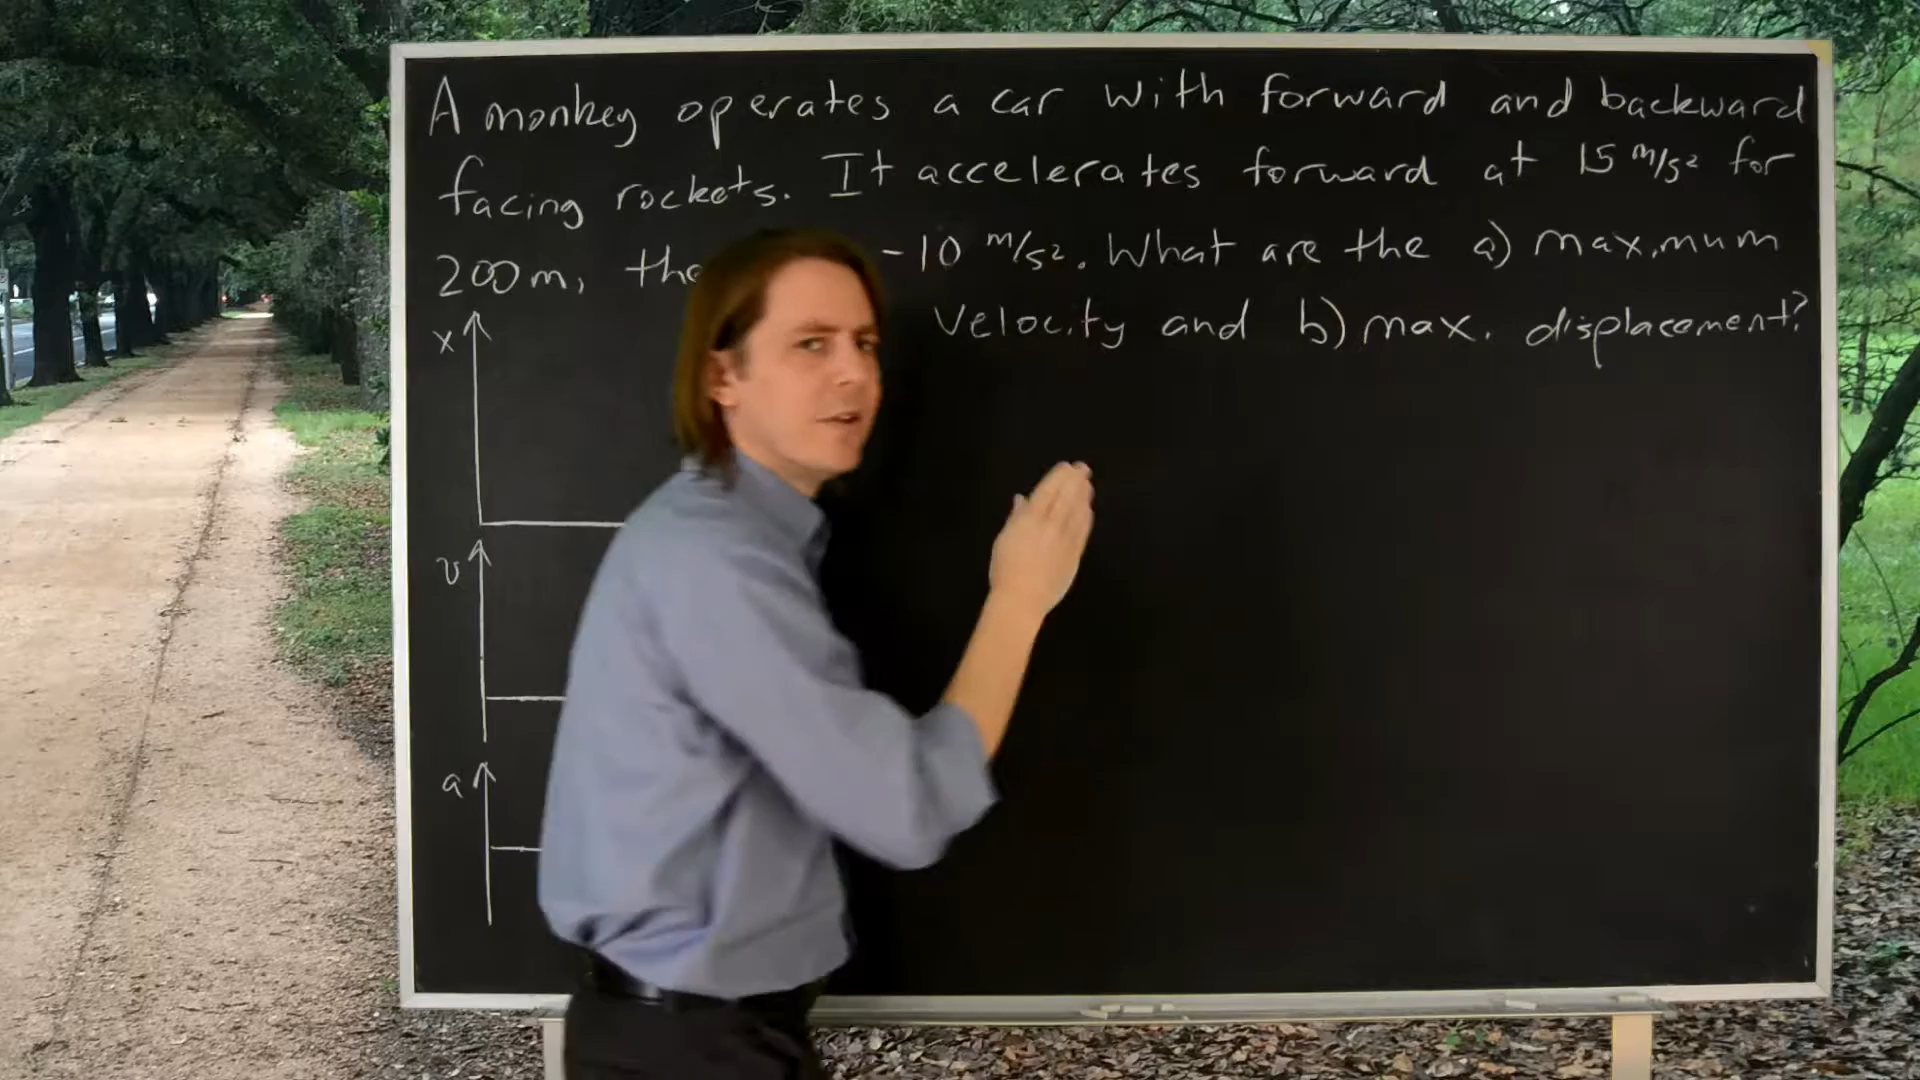 A monkey operates a car with forward and backward
facing rockets. It accelerates forward at 15 m/s² for
200m, the -10 m/s². What are the a) maximum
velocity and b) max. displacement?
x
v
a